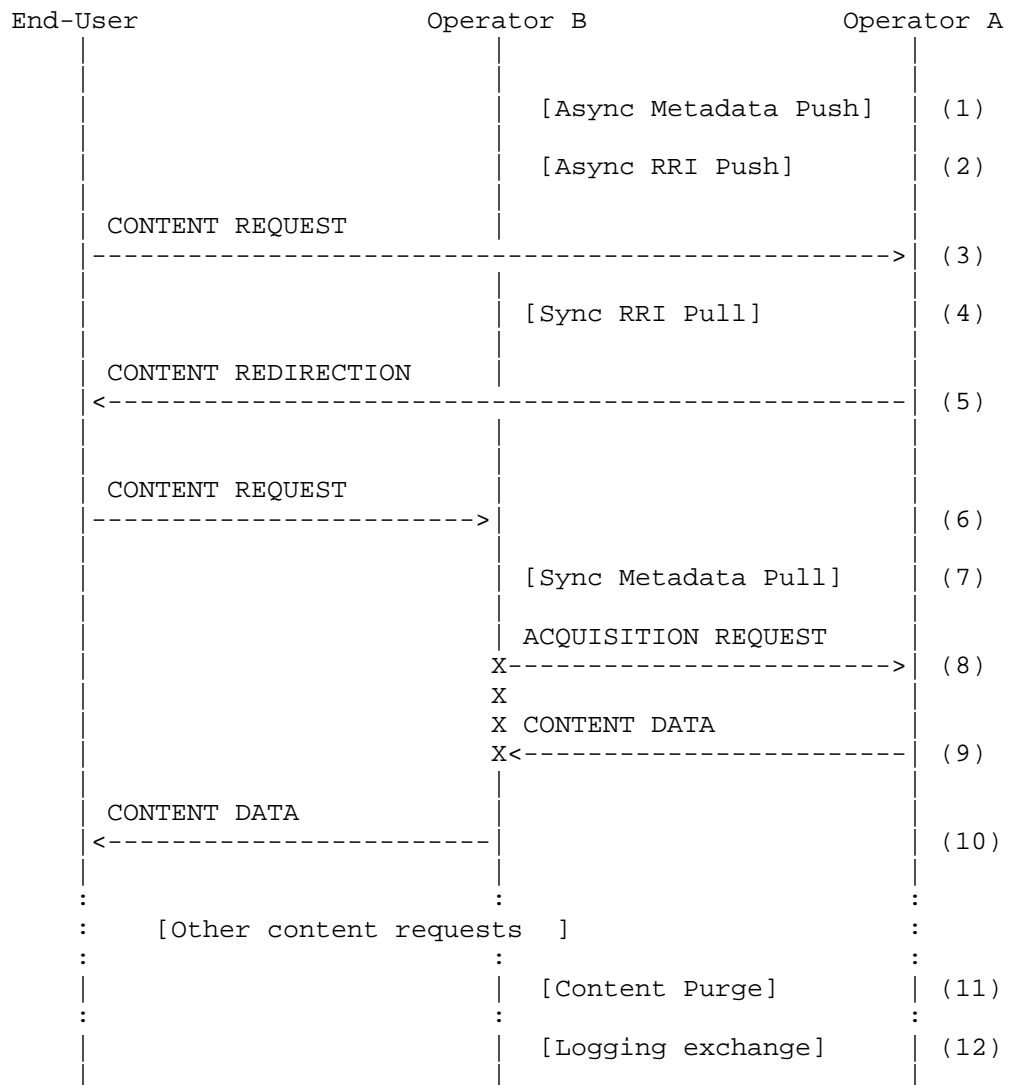 End-User Operator B Operator A
[Async Metadata Push] (1)
[Async RRI Push] (2)
CONTENT REQUEST
(3)
[Sync RRI Pull] (4)
CONTENT REDIRECTION
(5)
CONTENT REQUEST
(6)
[Sync Metadata Pull] (7)
ACQUISITION REQUEST
X (8)
X
X CONTENT DATA
X (9)
CONTENT DATA
(10)
[Other content requests ]
[Content Purge] (11)
[Logging exchange] (12)